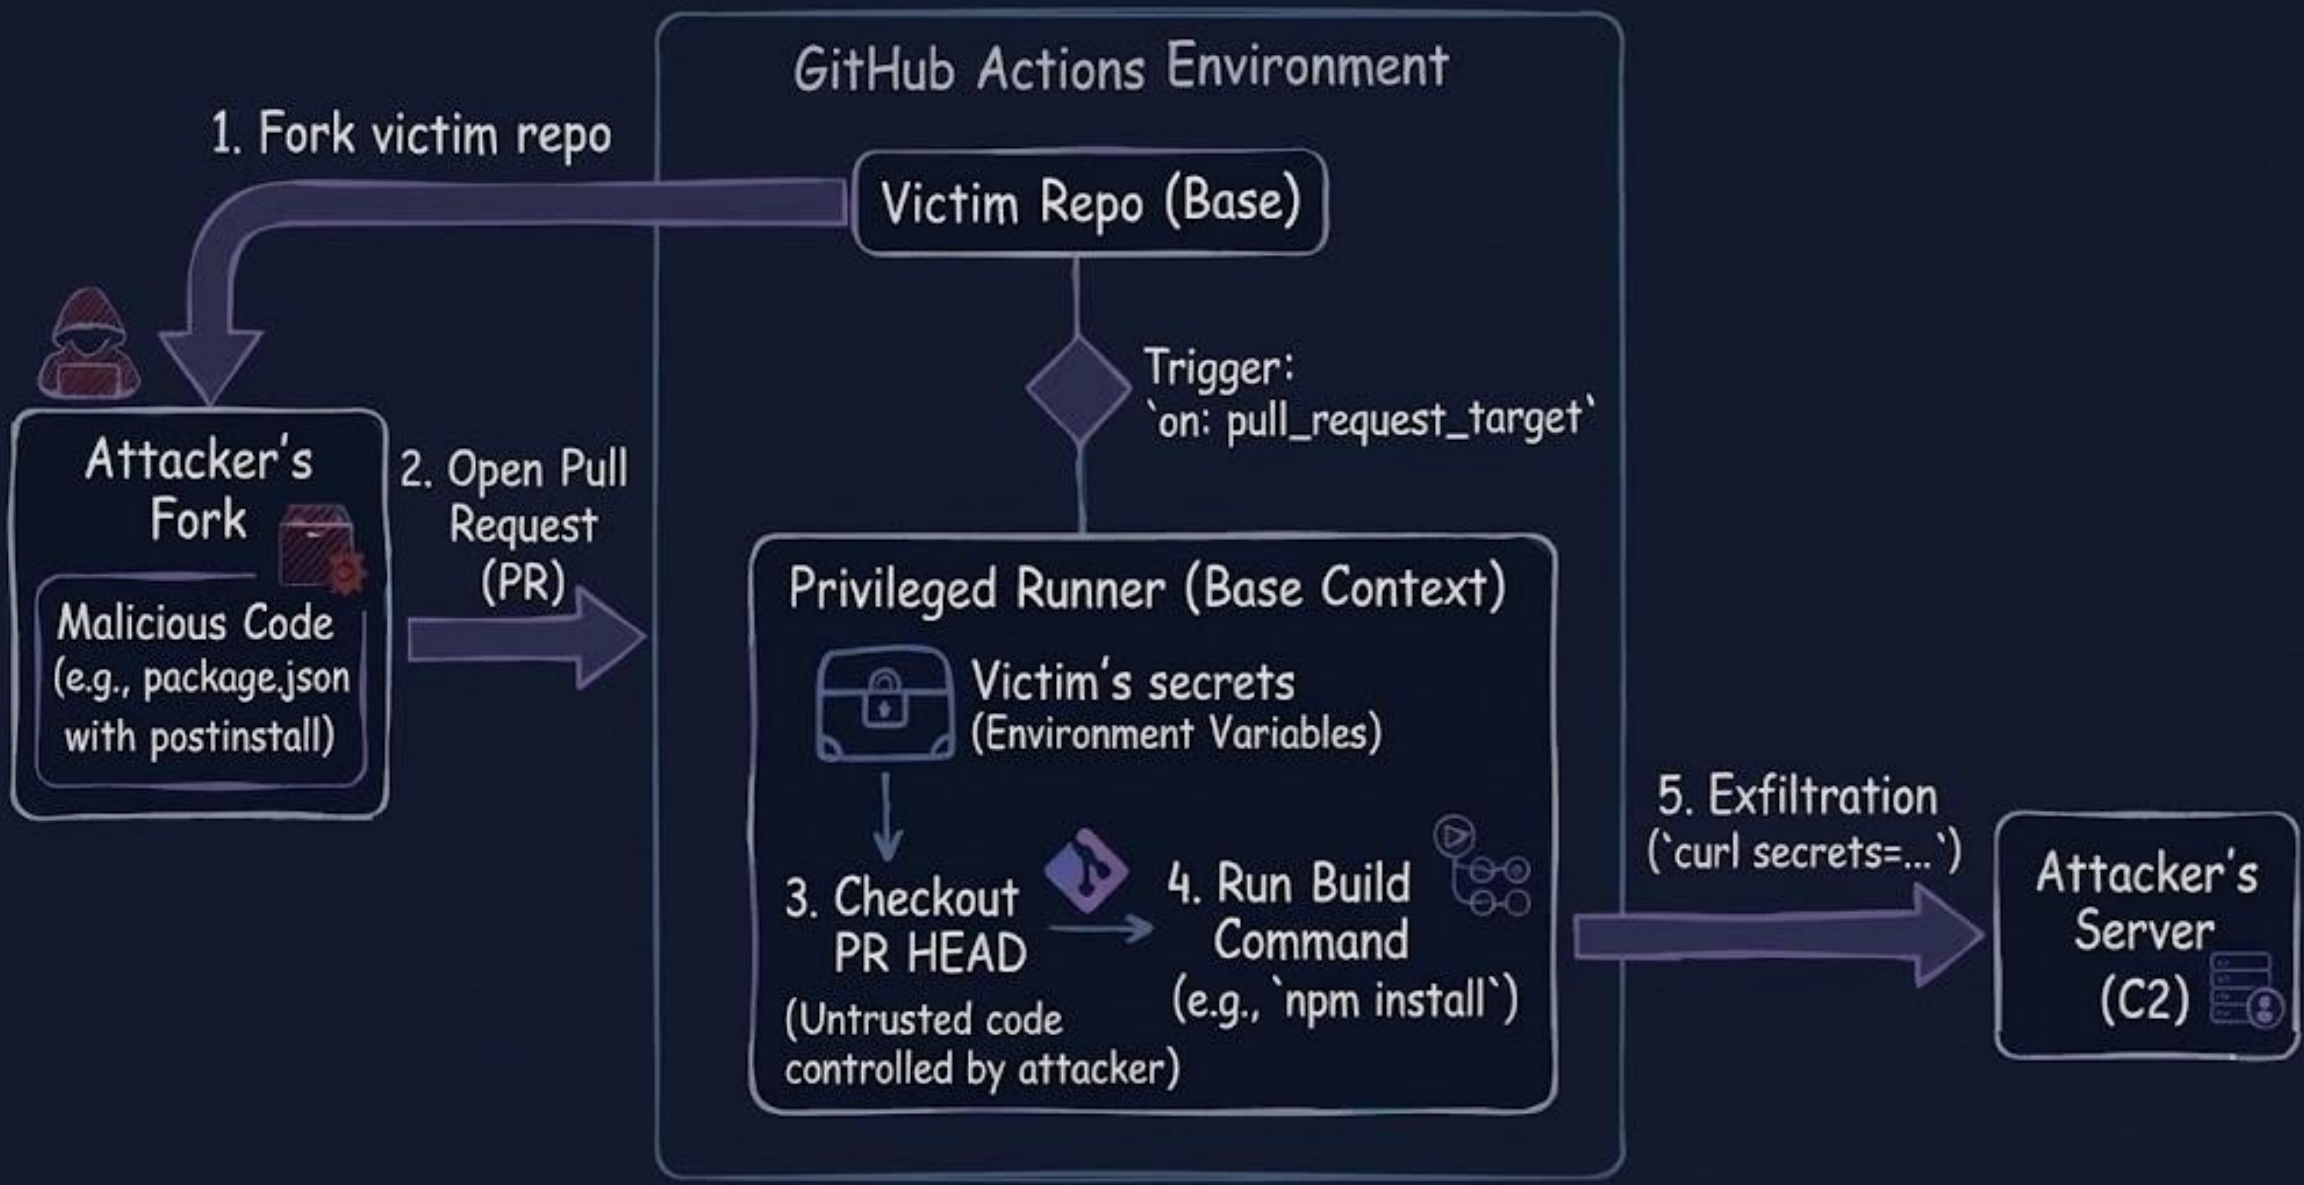 GitHub Actions Environment
1. Fork victim repo
Victim Repo (Base)
Trigger:
`on: pull_request_target`
Attacker's
Fork
Malicious Code
(e.g., package.json
with postinstall)
2. Open Pull
Request
(PR)
Privileged Runner (Base Context)
Victim's secrets
(Environment Variables)
3. Checkout
PR HEAD
(Untrusted code
controlled by attacker)
4. Run Build
Command
(e.g., `npm install`)
5. Exfiltration
(`curl secrets=...`)
Attacker's
Server
(C2)